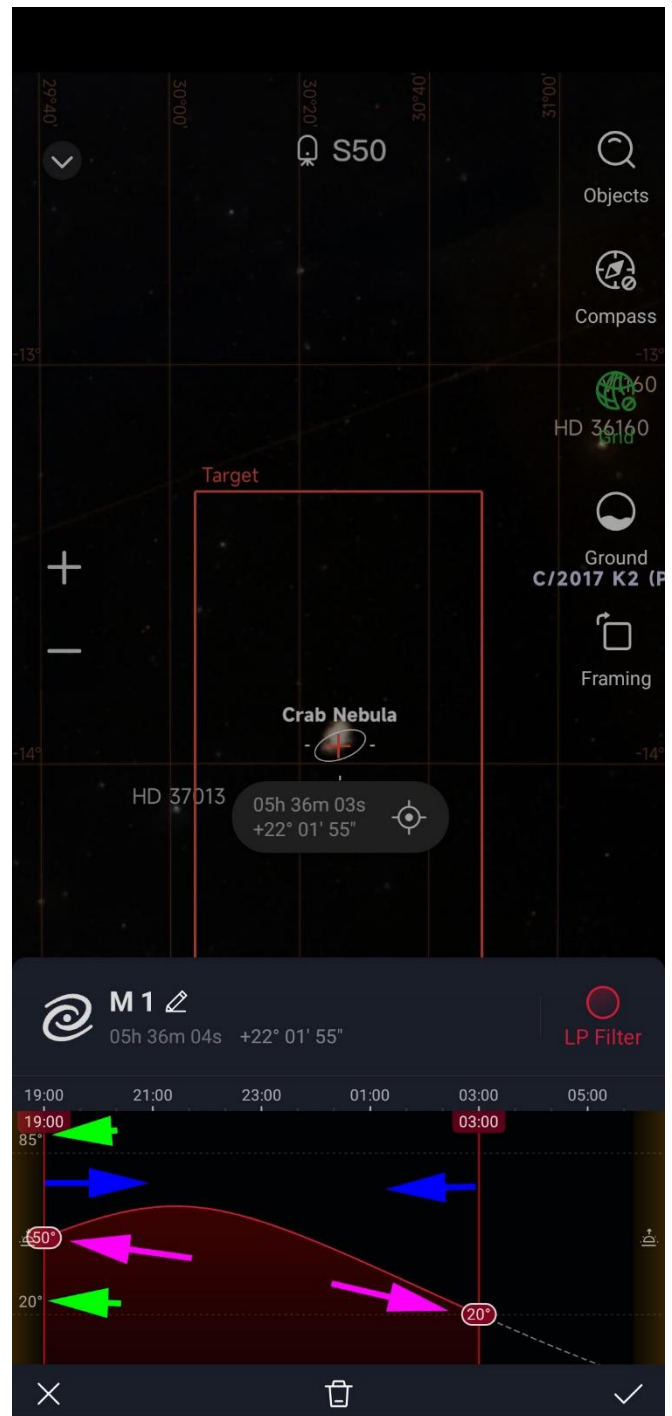 29°40'
30°00'
30°20'
30°40'
31°00'
S50
Objects
Compass
-13°
-13°
HD 36160
Grid
Target
Ground
C/2017 K2 (P
Framing
Crab Nebula
-14°
-14°
HD 37013
05h 36m 03s
+22° 01' 55"
M 1
05h 36m 04s +22° 01' 55"
LP Filter
19:00 21:00 23:00 01:00 03:00 05:00
19:00 03:00
85°
50°
20°
20°